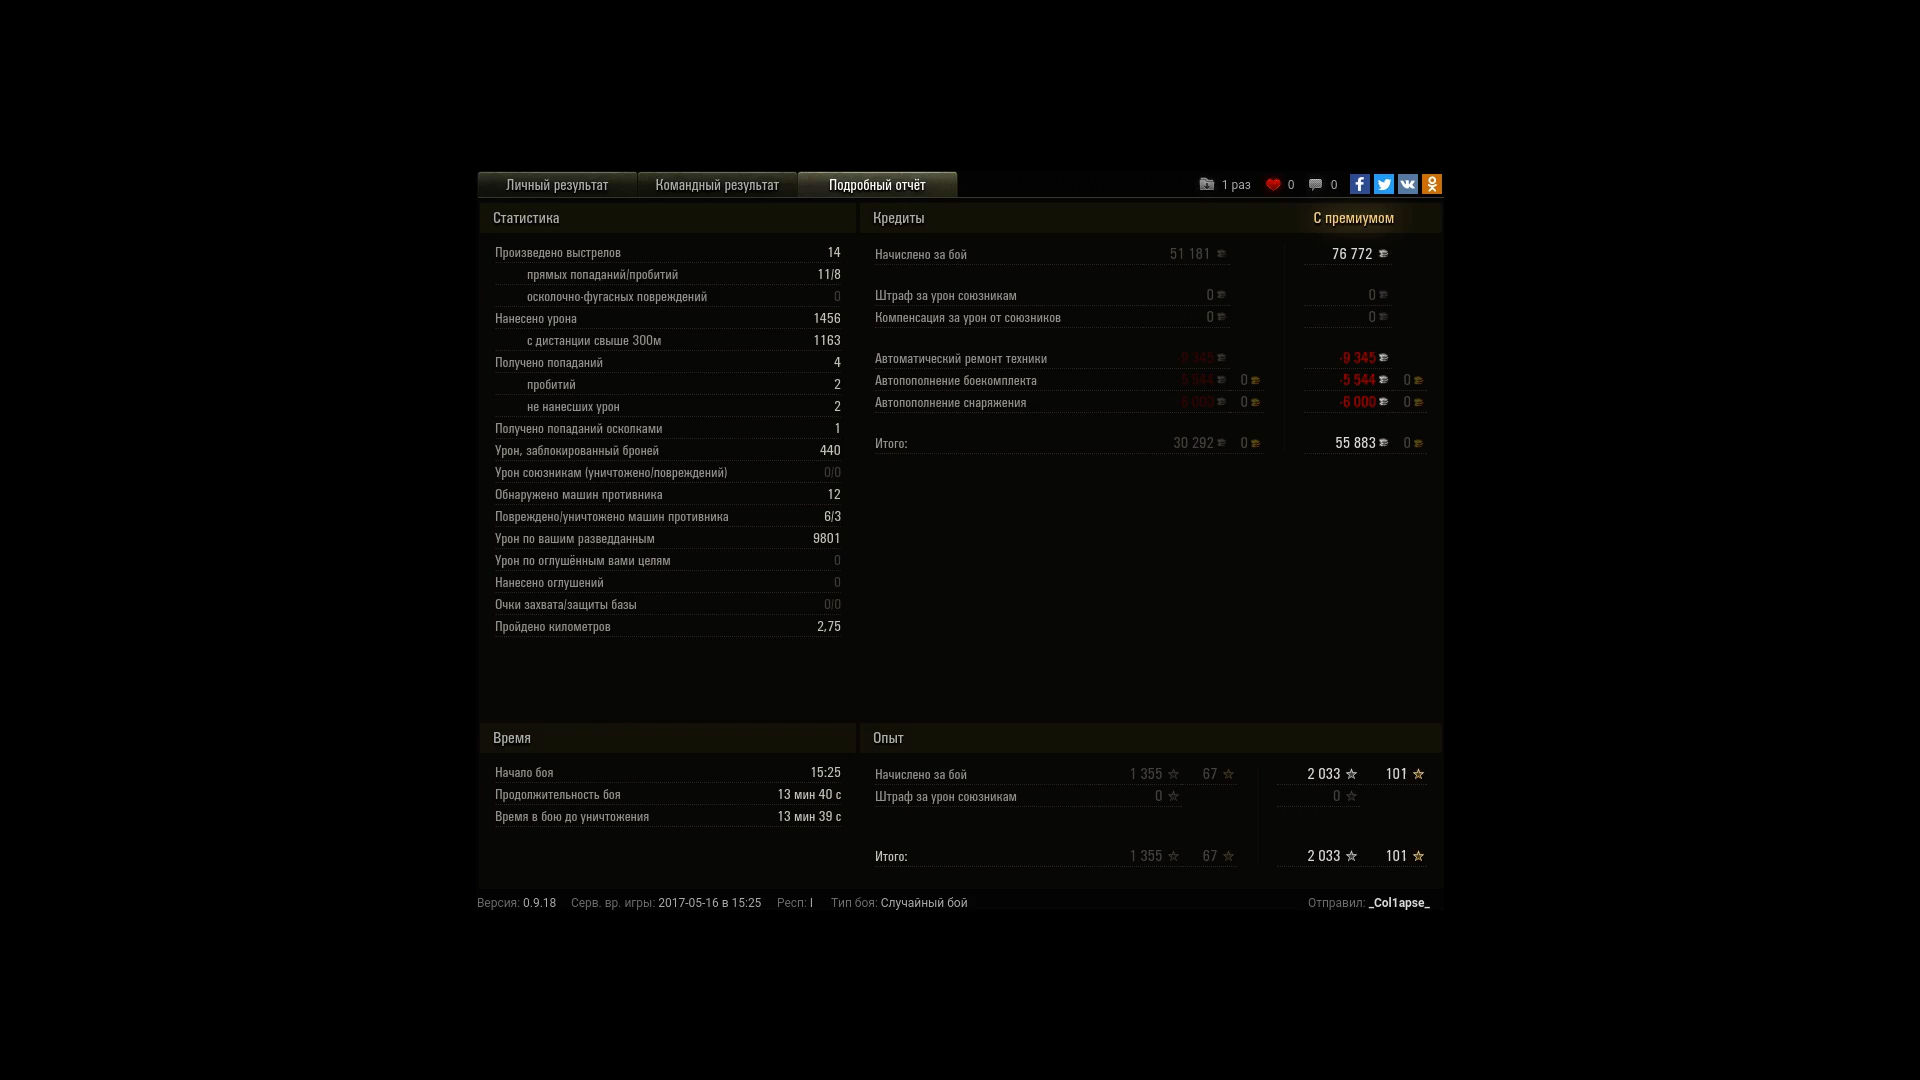 Личный результат Командный результат Подробный отчёт 1 раз 0 0
Статистика
Произведено выстрелов 14
прямых попаданий/пробитий 11/8
осколочно-фугасных повреждений 0
Нанесено урона 1456
с дистанции свыше 300м 1163
Получено попаданий 4
пробитий 2
не нанесших урон 2
Получено попаданий осколками 1
Урон, заблокированный броней 440
Урон союзникам (уничтожено/повреждений) 0/0
Обнаружено машин противника 12
Повреждено/уничтожено машин противника 6/3
Урон по вашим разведданным 9801
Урон по оглушённым вами целям 0
Нанесено оглушений 0
Очки захвата/защиты базы 0/0
Пройдено километров 2,75
Кредиты С премиумом
Начислено за бой 51 181 76 772
Штраф за урон союзникам 0 0
Компенсация за урон от союзников 0 0
Автоматический ремонт техники -9 345 -9 345
Автопополнение боекомплекта -5 544 0 -5 544 0
Автопополнение снаряжения -6 000 0 -6 000 0
Итого: 30 292 0 55 883 0
Время
Начало боя 15:25
Продолжительность боя 13 мин 40 с
Время в бою до уничтожения 13 мин 39 с
Опыт
Начислено за бой 1 355 67 2 033 101
Штраф за урон союзникам 0 0
Итого: 1 355 67 2 033 101
Версия: 0.9.18 Серв. вр. игры: 2017-05-16 в 15:25 Респ: I Тип боя: Случайный бой Отправил: _Col1apse_